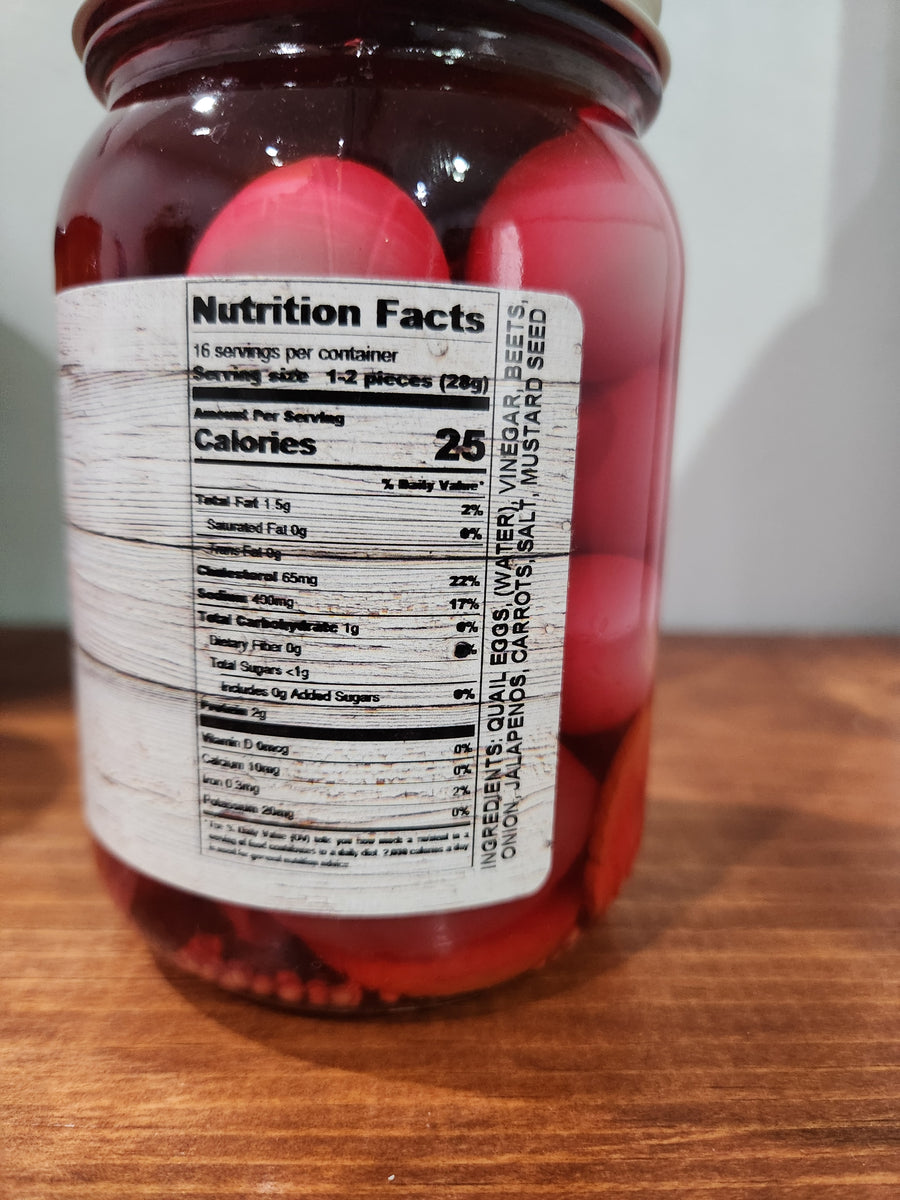 Nutrition Facts
16 servings per container
Serving size 1-2 pieces (28g)
Amount Per Serving
Calories 25
% Daily Value*
Total Fat 1.5g 2%
Saturated Fat 0g 0%
Trans Fat 0g
Cholesterol 65mg 22%
Sodium 400mg 17%
Total Carbohydrate 1g 0%
Dietary Fiber 0g 0%
Total Sugars <1g
Includes 0g Added Sugars 0%
Protein 2g
Vitamin D 0mcg 0%
Calcium 10mg 0%
Iron 0.3mg 2%
Potassium 20mg 0%
INGREDIENTS: QUAIL EGGS, (WATER), VINEGAR, BEETS,
ONION, JALAPENOS, CARROTS, SALT, MUSTARD SEED